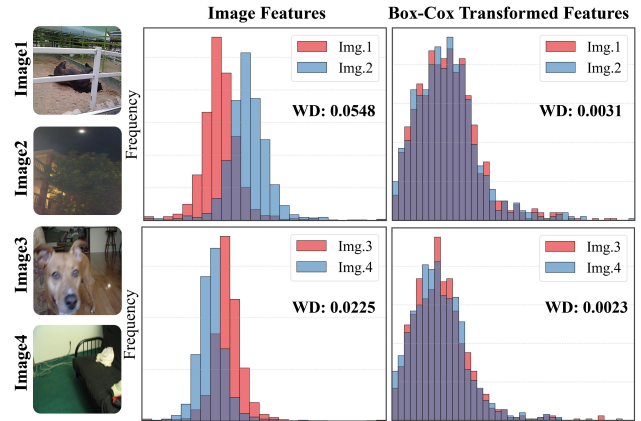 Image Features
Box-Cox Transformed Features
Image1
Frequency
Img.1
Img.2
WD: 0.0548
Img.1
Img.2
WD: 0.0031
Image2
Image3
Frequency
Img.3
Img.4
WD: 0.0225
Img.3
Img.4
WD: 0.0023
Image4